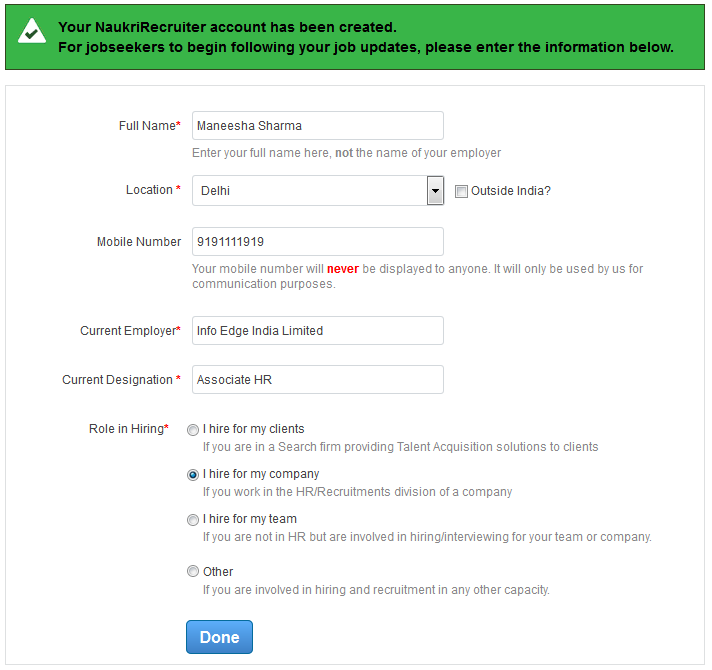 Your NaukriRecruiter account has been created.
For jobseekers to begin following your job updates, please enter the information below.
Full Name* Maneesha Sharma
Enter your full name here, not the name of your employer
Location * Delhi Outside India?
Mobile Number 9191111919
Your mobile number will never be displayed to anyone. It will only be used by us for
communication purposes.
Current Employer* Info Edge India Limited
Current Designation * Associate HR
Role in Hiring* I hire for my clients
If you are in a Search firm providing Talent Acquisition solutions to clients
I hire for my company
If you work in the HR/Recruitments division of a company
I hire for my team
If you are not in HR but are involved in hiring/interviewing for your team or company.
Other
If you are involved in hiring and recruitment in any other capacity.
Done